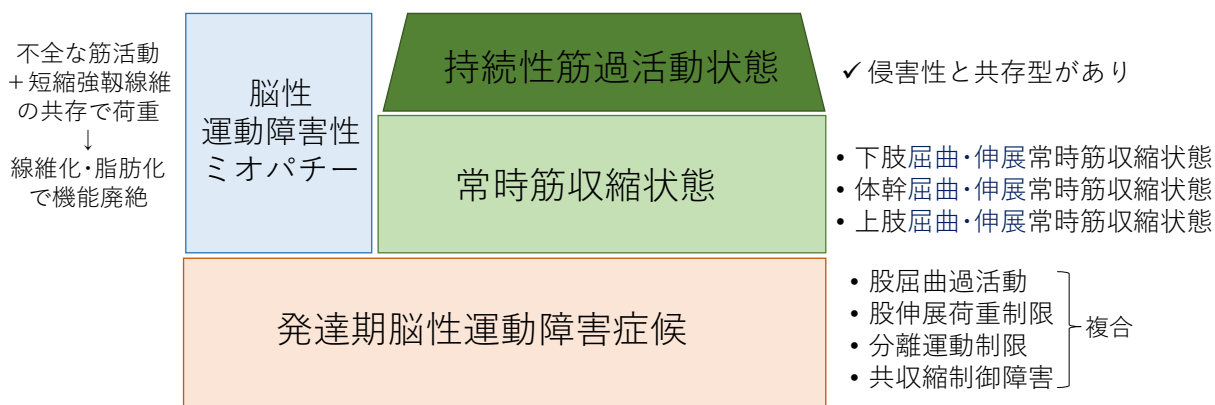 不全な筋活動
＋短縮強靱線維
の共存で荷重
↓
線維化・脂肪化
で機能廃絶
脳性
運動障害性
ミオパチー
持続性筋過活動状態
✓ 侵害性と共存型があり
常時筋収縮状態
• 下肢屈曲・伸展常時筋収縮状態
• 体幹屈曲・伸展常時筋収縮状態
• 上肢屈曲・伸展常時筋収縮状態
発達期脳性運動障害症候
• 股屈曲過活動
• 股伸展荷重制限
• 分離運動制限
• 共収縮制御障害
複合